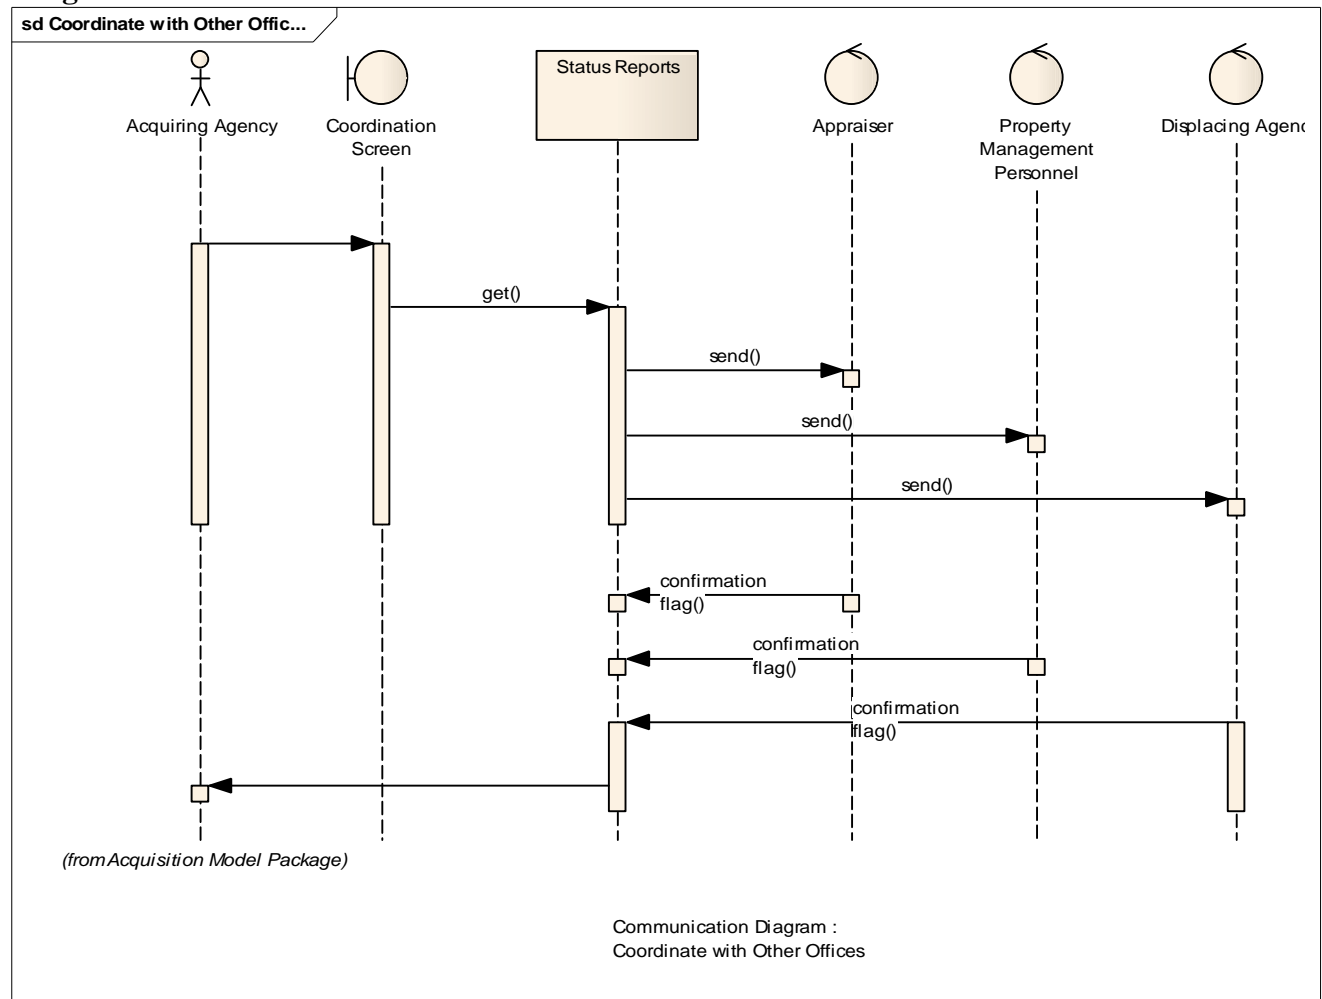 sd Coordinate with Other Offic...
Acquiring Agency
Coordination
Screen
Status Reports
Appraiser
Property
Management
Personnel
Displacing Agenc
get()
send()
send()
send()
confirmation
flag()
confirmation
flag()
confirmation
flag()
(from Acquisition Model Package)
Communication Diagram :
Coordinate with Other Offices